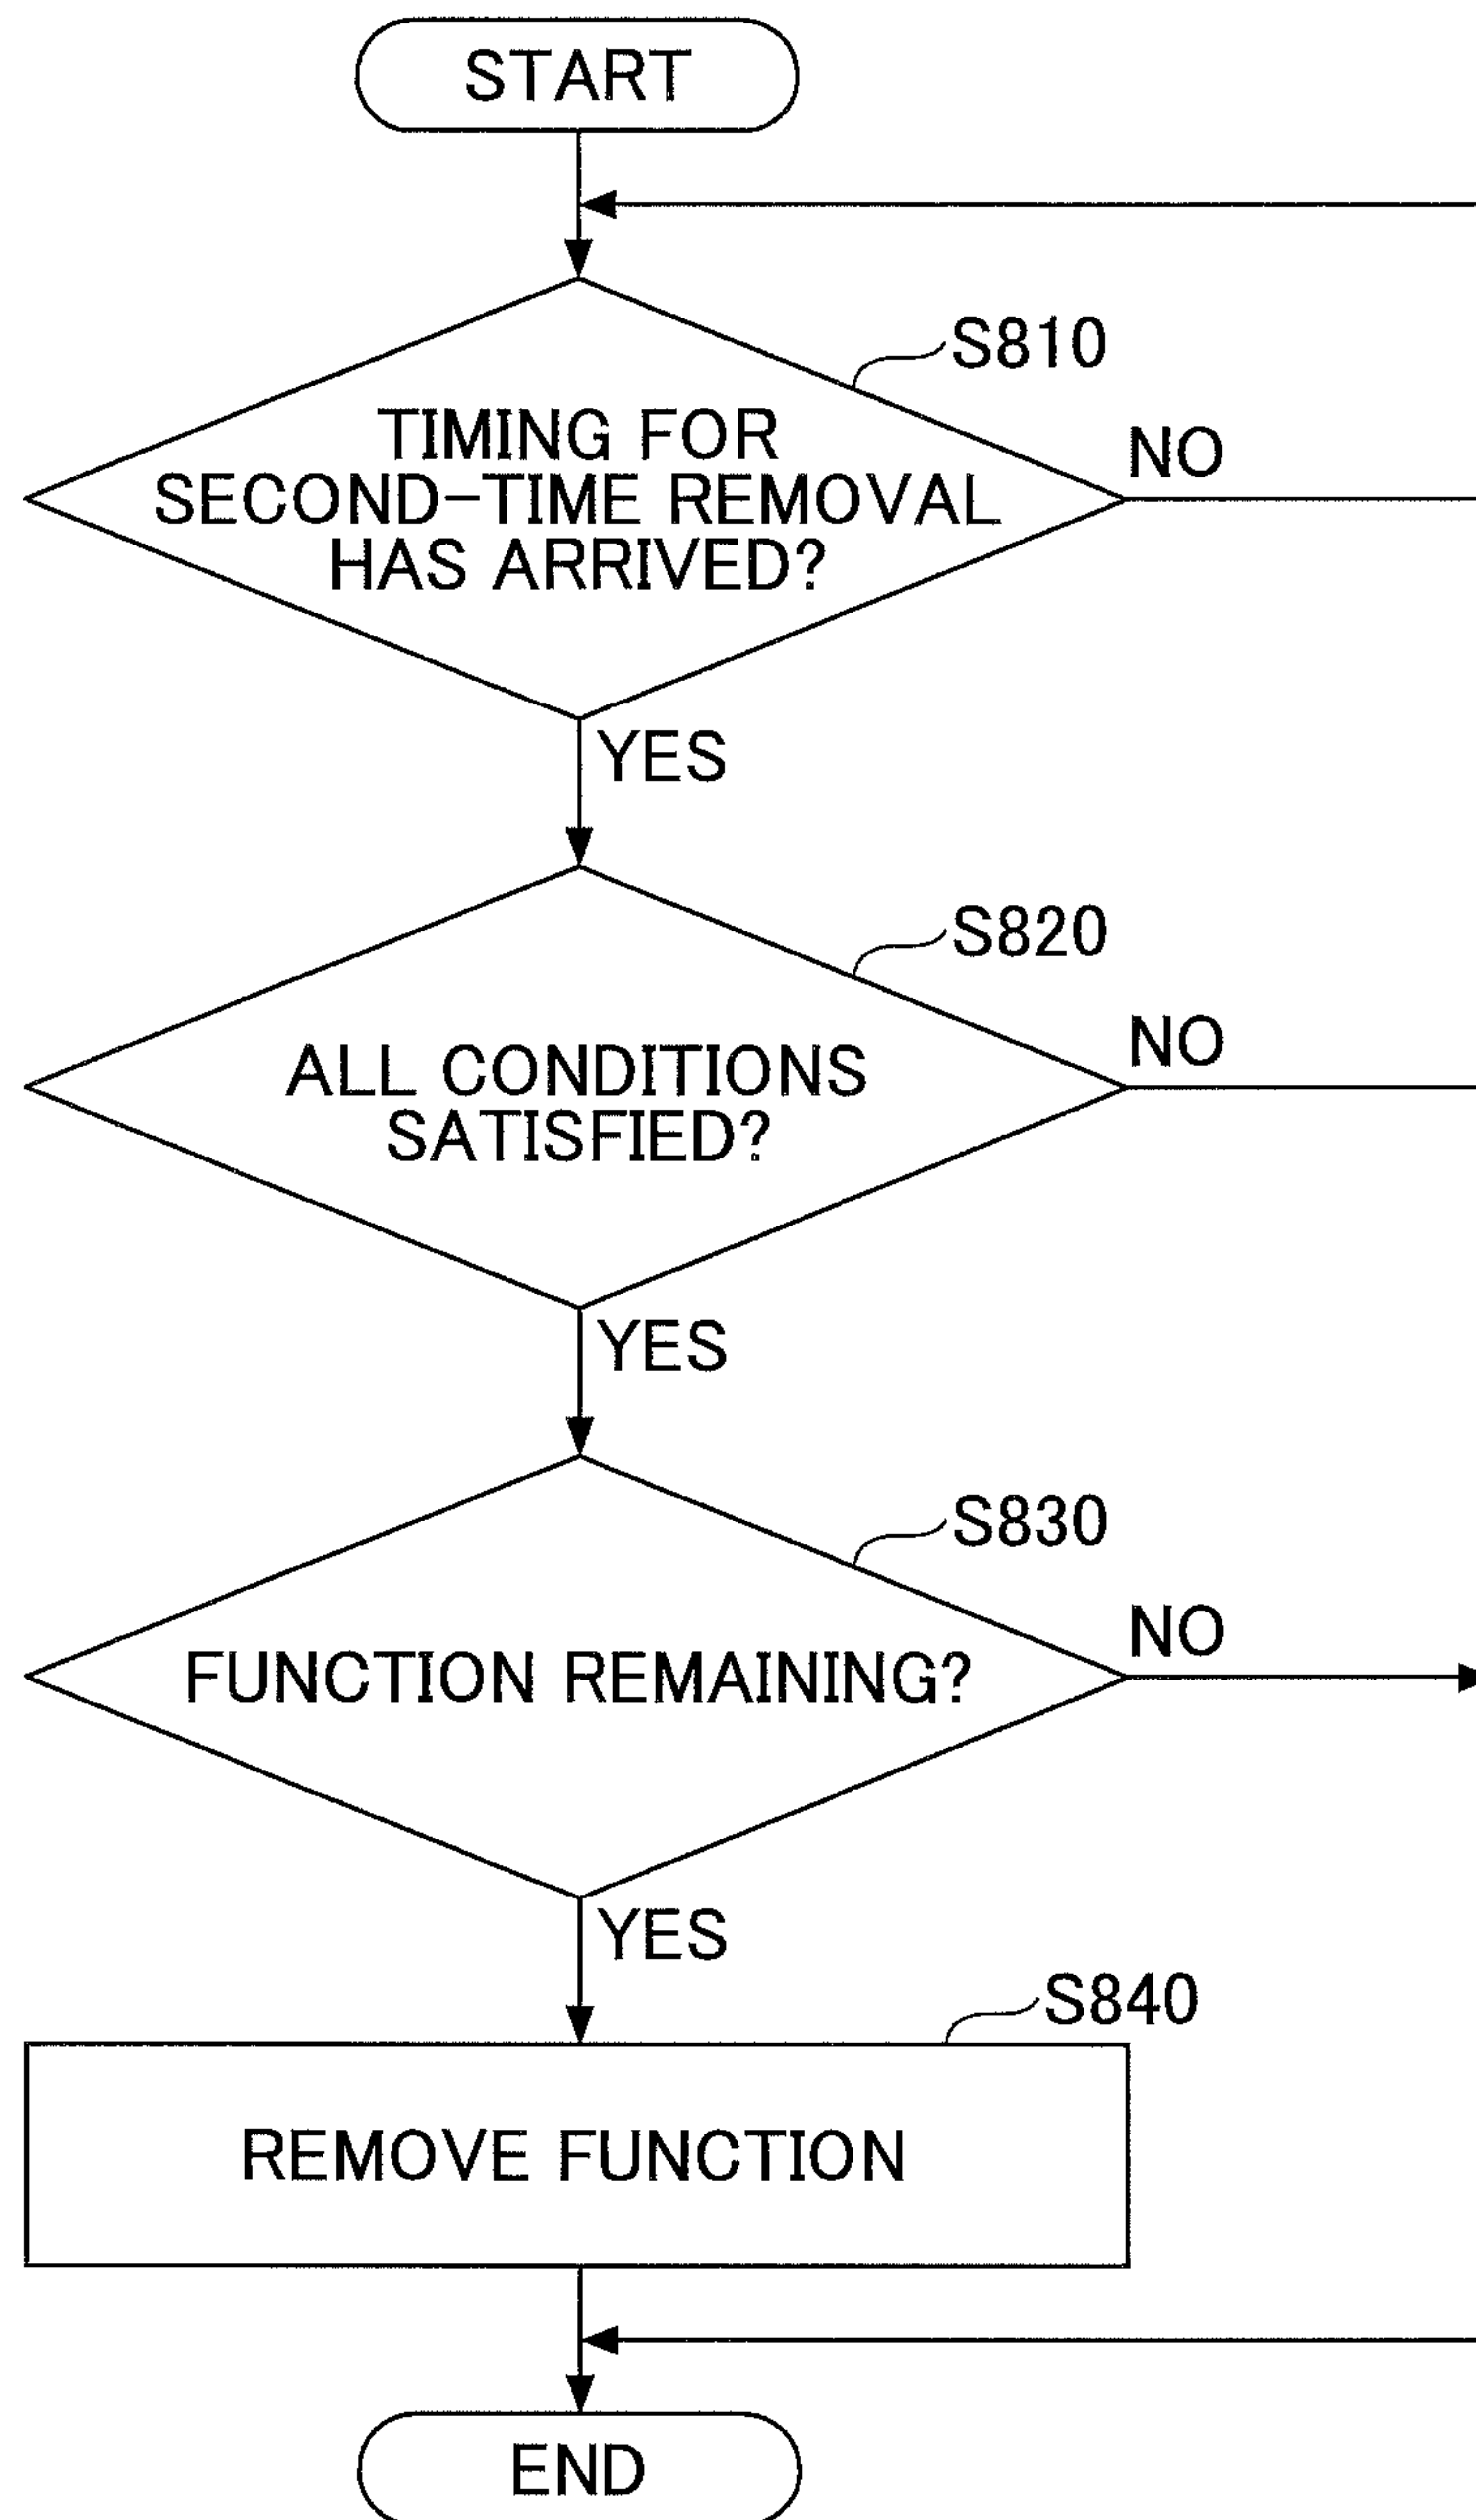 START
S810
TIMING FOR
SECOND-TIME REMOVAL
HAS ARRIVED?
NO
YES
S820
ALL CONDITIONS
SATISFIED?
NO
YES
S830
FUNCTION REMAINING?
NO
YES
S840
REMOVE FUNCTION
END